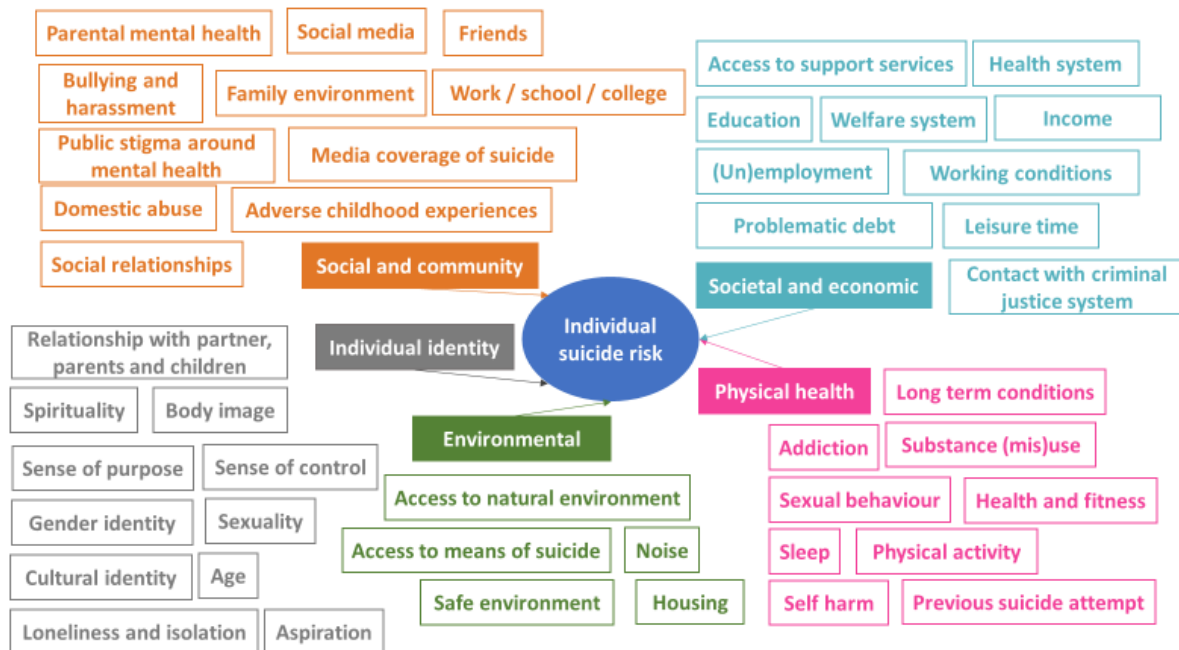 Parental mental health
Social media
Friends
Bullying and
harassment
Family environment
Work / school / college
Public stigma around
mental health
Media coverage of suicide
Domestic abuse
Adverse childhood experiences
Social relationships
Social and community
Access to support services
Health system
Education
Welfare system
Income
(Un)employment
Working conditions
Problematic debt
Leisure time
Societal and economic
Contact with criminal
justice system
Individual
suicide risk
Relationship with partner,
parents and children
Individual identity
Spirituality
Body image
Sense of purpose
Sense of control
Gender identity
Sexuality
Cultural identity
Age
Loneliness and isolation
Aspiration
Environmental
Access to natural environment
Access to means of suicide
Noise
Safe environment
Housing
Physical health
Long term conditions
Addiction
Substance (mis)use
Sexual behaviour
Health and fitness
Sleep
Physical activity
Self harm
Previous suicide attempt